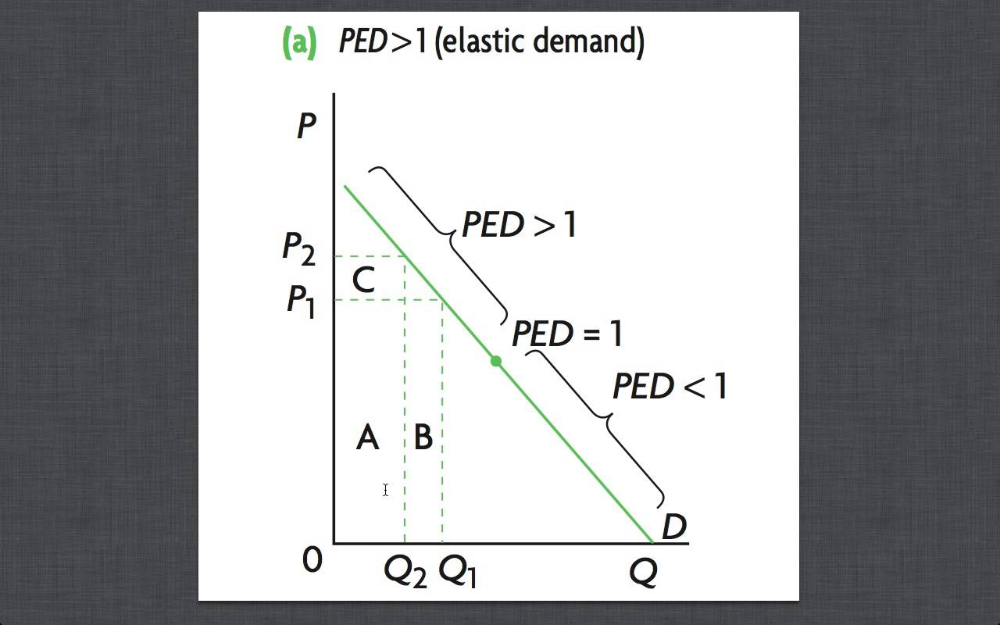 (a) PED > 1 (elastic demand)
P
PED > 1
P2
C
P1
PED = 1
PED < 1
A
B
D
0
Q2
Q1
Q